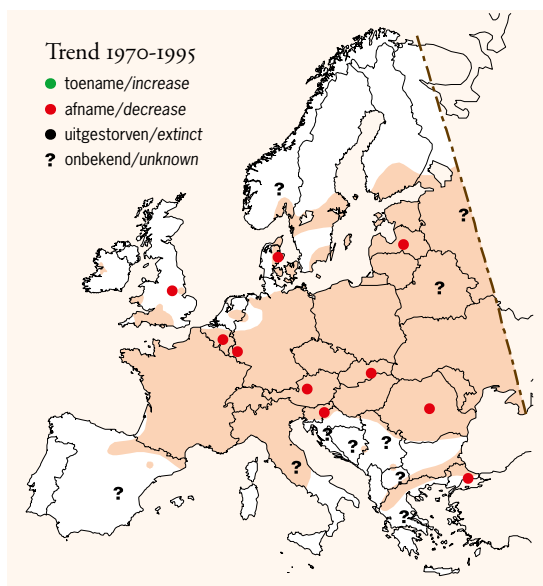 Trend 1970-1995
toename/increase
afname/decrease
uitgestorven/extinct
? onbekend/unknown
?
?
?
?
?
?
?
?
?
?